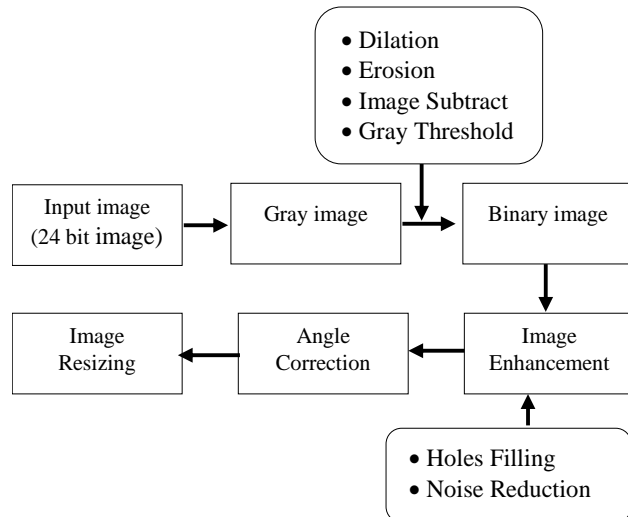 • Dilation
• Erosion
• Image Subtract
• Gray Threshold
Input image
(24 bit image)
Gray image
Binary image
Image
Resizing
Angle
Correction
Image
Enhancement
• Holes Filling
• Noise Reduction